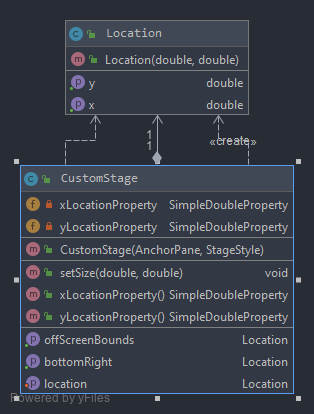 C Location
m Location(double, double)
p y double
p x double
1
1
«create»
C CustomStage
f xLocationProperty SimpleDoubleProperty
f yLocationProperty SimpleDoubleProperty
m CustomStage(AnchorPane, StageStyle)
m setSize(double, double) void
m xLocationProperty() SimpleDoubleProperty
m yLocationProperty() SimpleDoubleProperty
p offScreenBounds Location
p bottomRight Location
p location Location
Powered by yFiles